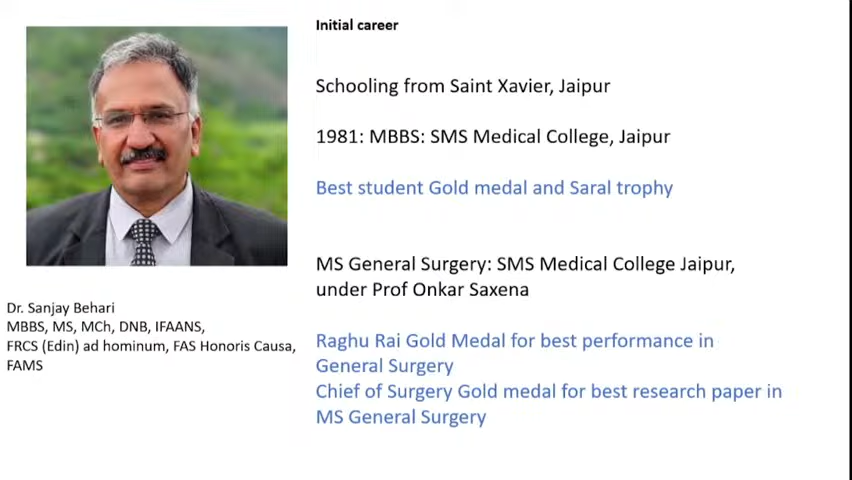 Initial career
Schooling from Saint Xavier, Jaipur
1981: MBBS: SMS Medical College, Jaipur
Best student Gold medal and Saral trophy
MS General Surgery: SMS Medical College Jaipur,
under Prof Onkar Saxena
Raghu Rai Gold Medal for best performance in
General Surgery
Chief of Surgery Gold medal for best research paper in
MS General Surgery
Dr. Sanjay Behari
MBBS, MS, MCh, DNB, IFAANS,
FRCS (Edin) ad hominum, FAS Honoris Causa,
FAMS